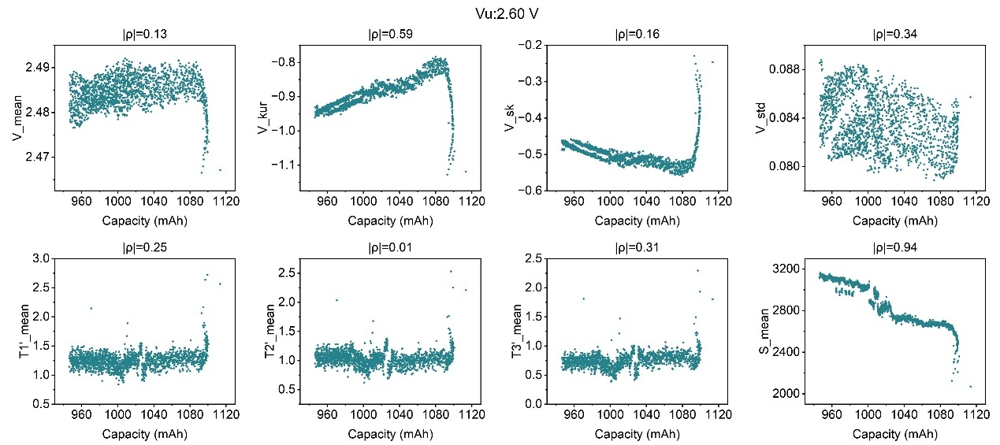 Vu:2.60 V
|ρ|=0.13
|ρ|=0.59
|ρ|=0.16
|ρ|=0.34
V_mean
2.49
2.48
2.47
960 1000 1040 1080 1120
Capacity (mAh)
V_kur
−0.8
−0.9
−1.0
−1.1
960 1000 1040 1080 1120
Capacity (mAh)
V_sk
−0.2
−0.3
−0.4
−0.5
−0.6
960 1000 1040 1080 1120
Capacity (mAh)
V_std
0.088
0.084
0.080
960 1000 1040 1080 1120
Capacity (mAh)
|ρ|=0.25
|ρ|=0.01
|ρ|=0.31
|ρ|=0.94
T1'_mean
3.0
2.5
2.0
1.5
1.0
0.5
960 1000 1040 1080 1120
Capacity (mAh)
T2'_mean
2.5
2.0
1.5
1.0
0.5
960 1000 1040 1080 1120
Capacity (mAh)
T3'_mean
2.5
2.0
1.5
1.0
0.5
0.0
960 1000 1040 1080 1120
Capacity (mAh)
S_mean
3200
2800
2400
2000
960 1000 1040 1080 1120
Capacity (mAh)